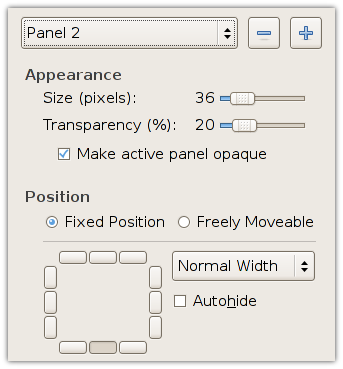 Panel 2
Appearance
Size (pixels): 36
Transparency (%): 20
Make active panel opaque
Position
Fixed Position Freely Moveable
Normal Width
Autohide